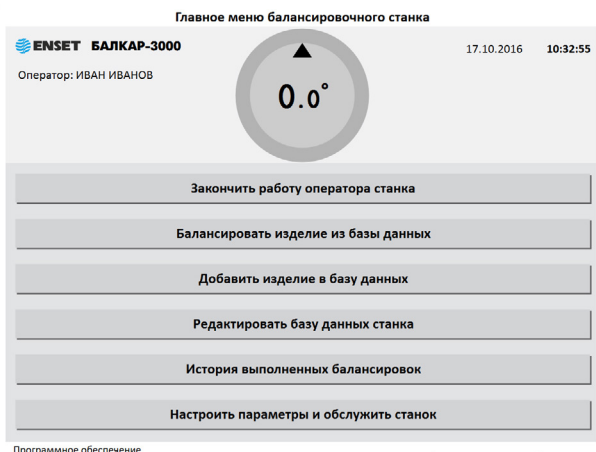 Главное меню балансировочного станка
ENSET БАЛКАР-3000
17.10.2016 10:32:55
Оператор: ИВАН ИВАНОВ
0.0°
Закончить работу оператора станка
Балансировать изделие из базы данных
Добавить изделие в базу данных
Редактировать базу данных станка
История выполненных балансировок
Настроить параметры и обслужить станок
Программное обеспечение